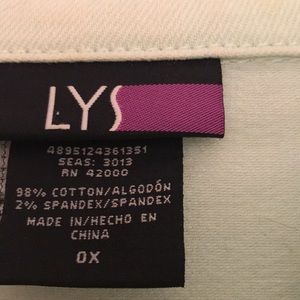 LYS
4895124361351
SEAS: 3013
RN 42000
98% COTTON/ALGODÓN
2% SPANDEX/SPANDEX
MADE IN/HECHO EN
CHINA
0X